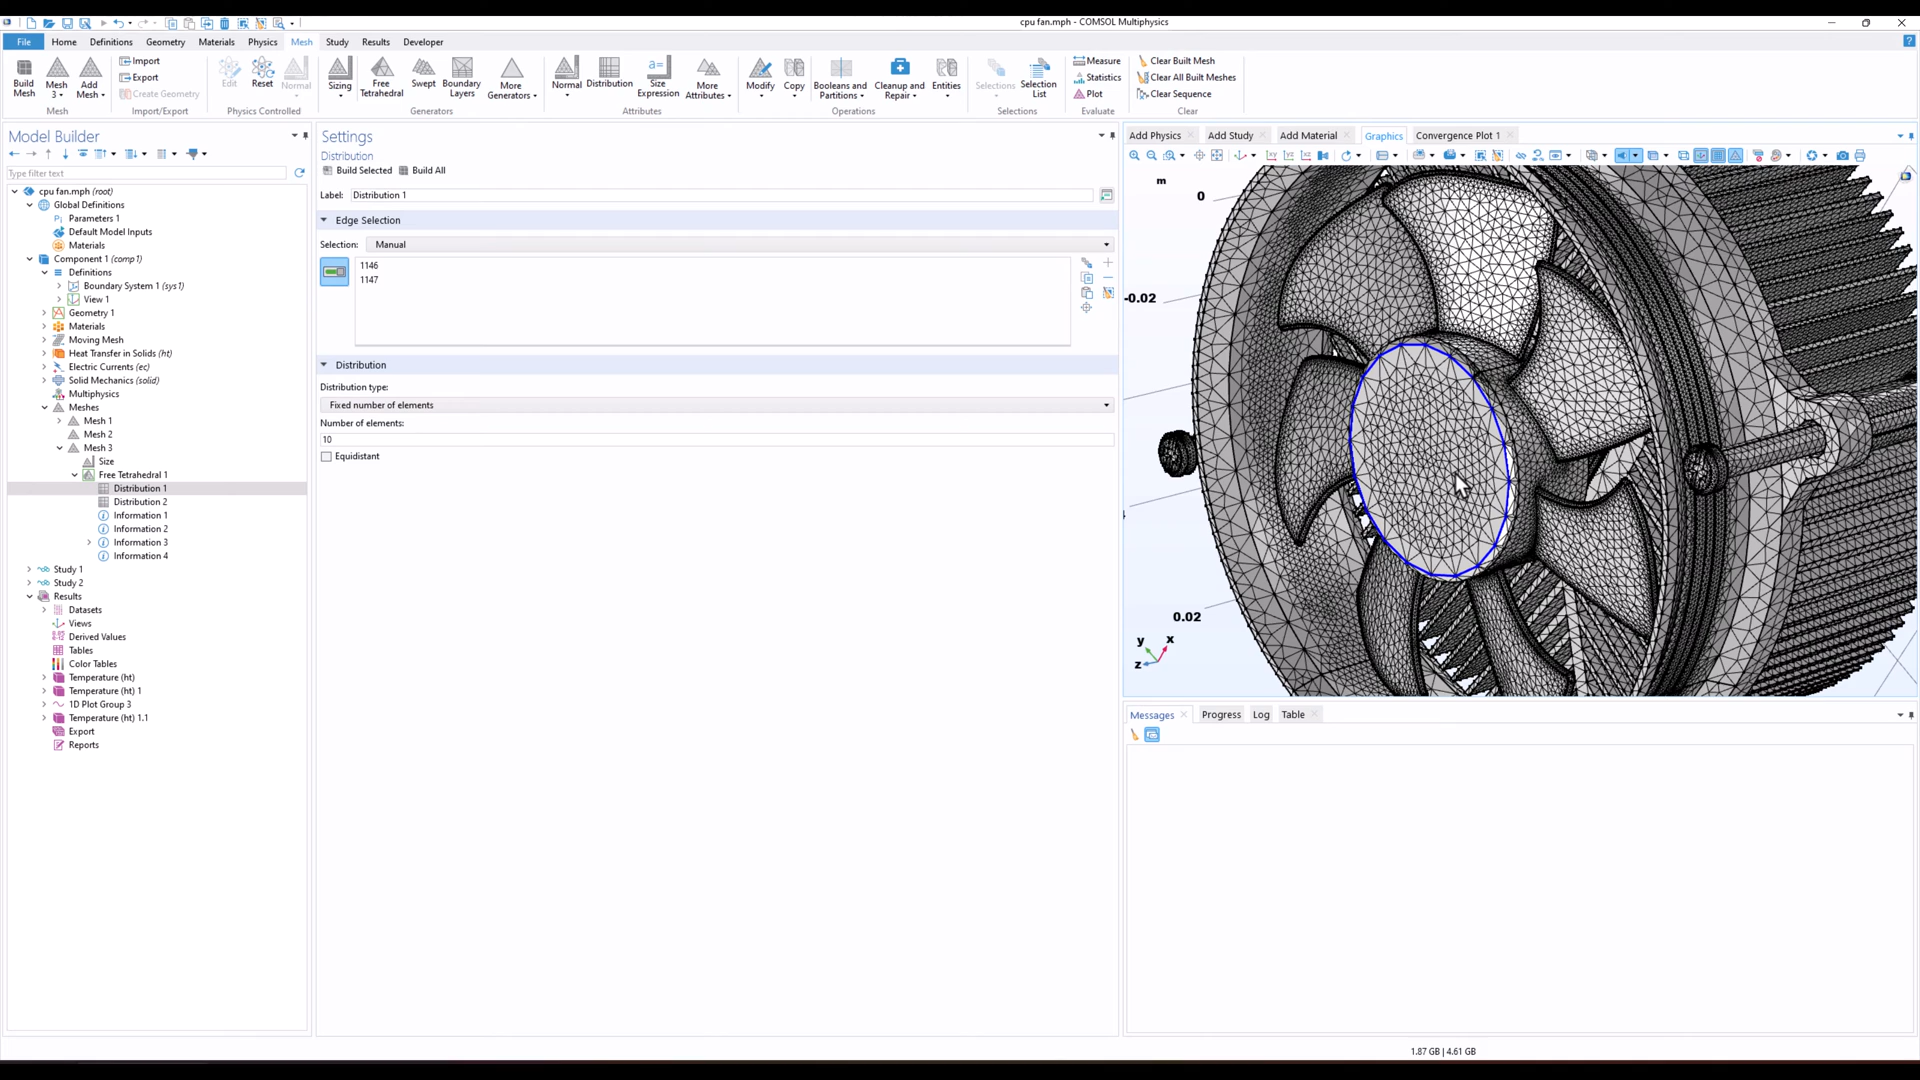 cpu fan.mph - COMSOL Multiphysics
File Home Definitions Geometry Materials Physics Mesh Study Results Developer
Build Mesh
Mesh 3
Add Mesh
Mesh
Import
Export
Create Geometry
Import/Export
Edit
Reset
Normal
Physics Controlled
Sizing
Free Tetrahedral
Swept
Boundary Layers
More Generators
Generators
Normal
Distribution
Size Expression
More Attributes
Attributes
Modify
Copy
Booleans and Partitions
Cleanup and Repair
Entities
Operations
Selections
Selection List
Selections
Measure
Statistics
Plot
Evaluate
Clear Built Mesh
Clear All Built Meshes
Clear Sequence
Clear
Model Builder
Type filter text
cpu fan.mph (root)
Global Definitions
Pi Parameters 1
Default Model Inputs
Materials
Component 1 (comp1)
Definitions
Boundary System 1 (sys1)
View 1
Geometry 1
Materials
Moving Mesh
Heat Transfer in Solids (ht)
Electric Currents (ec)
Solid Mechanics (solid)
Multiphysics
Meshes
Mesh 1
Mesh 2
Mesh 3
Size
Free Tetrahedral 1
Distribution 1
Distribution 2
Information 1
Information 2
Information 3
Information 4
Study 1
Study 2
Results
Datasets
Views
Derived Values
Tables
Color Tables
Temperature (ht)
Temperature (ht) 1
1D Plot Group 3
Temperature (ht) 1.1
Export
Reports
Settings
Distribution
Build Selected Build All
Label: Distribution 1
Edge Selection
Selection: Manual
1146
1147
Distribution
Distribution type:
Fixed number of elements
Number of elements:
10
Equidistant
Add Physics Add Study Add Material Graphics Convergence Plot 1
m
0
-0.02
0.02
y
x
z
Messages Progress Log Table
1.87 GB | 4.61 GB